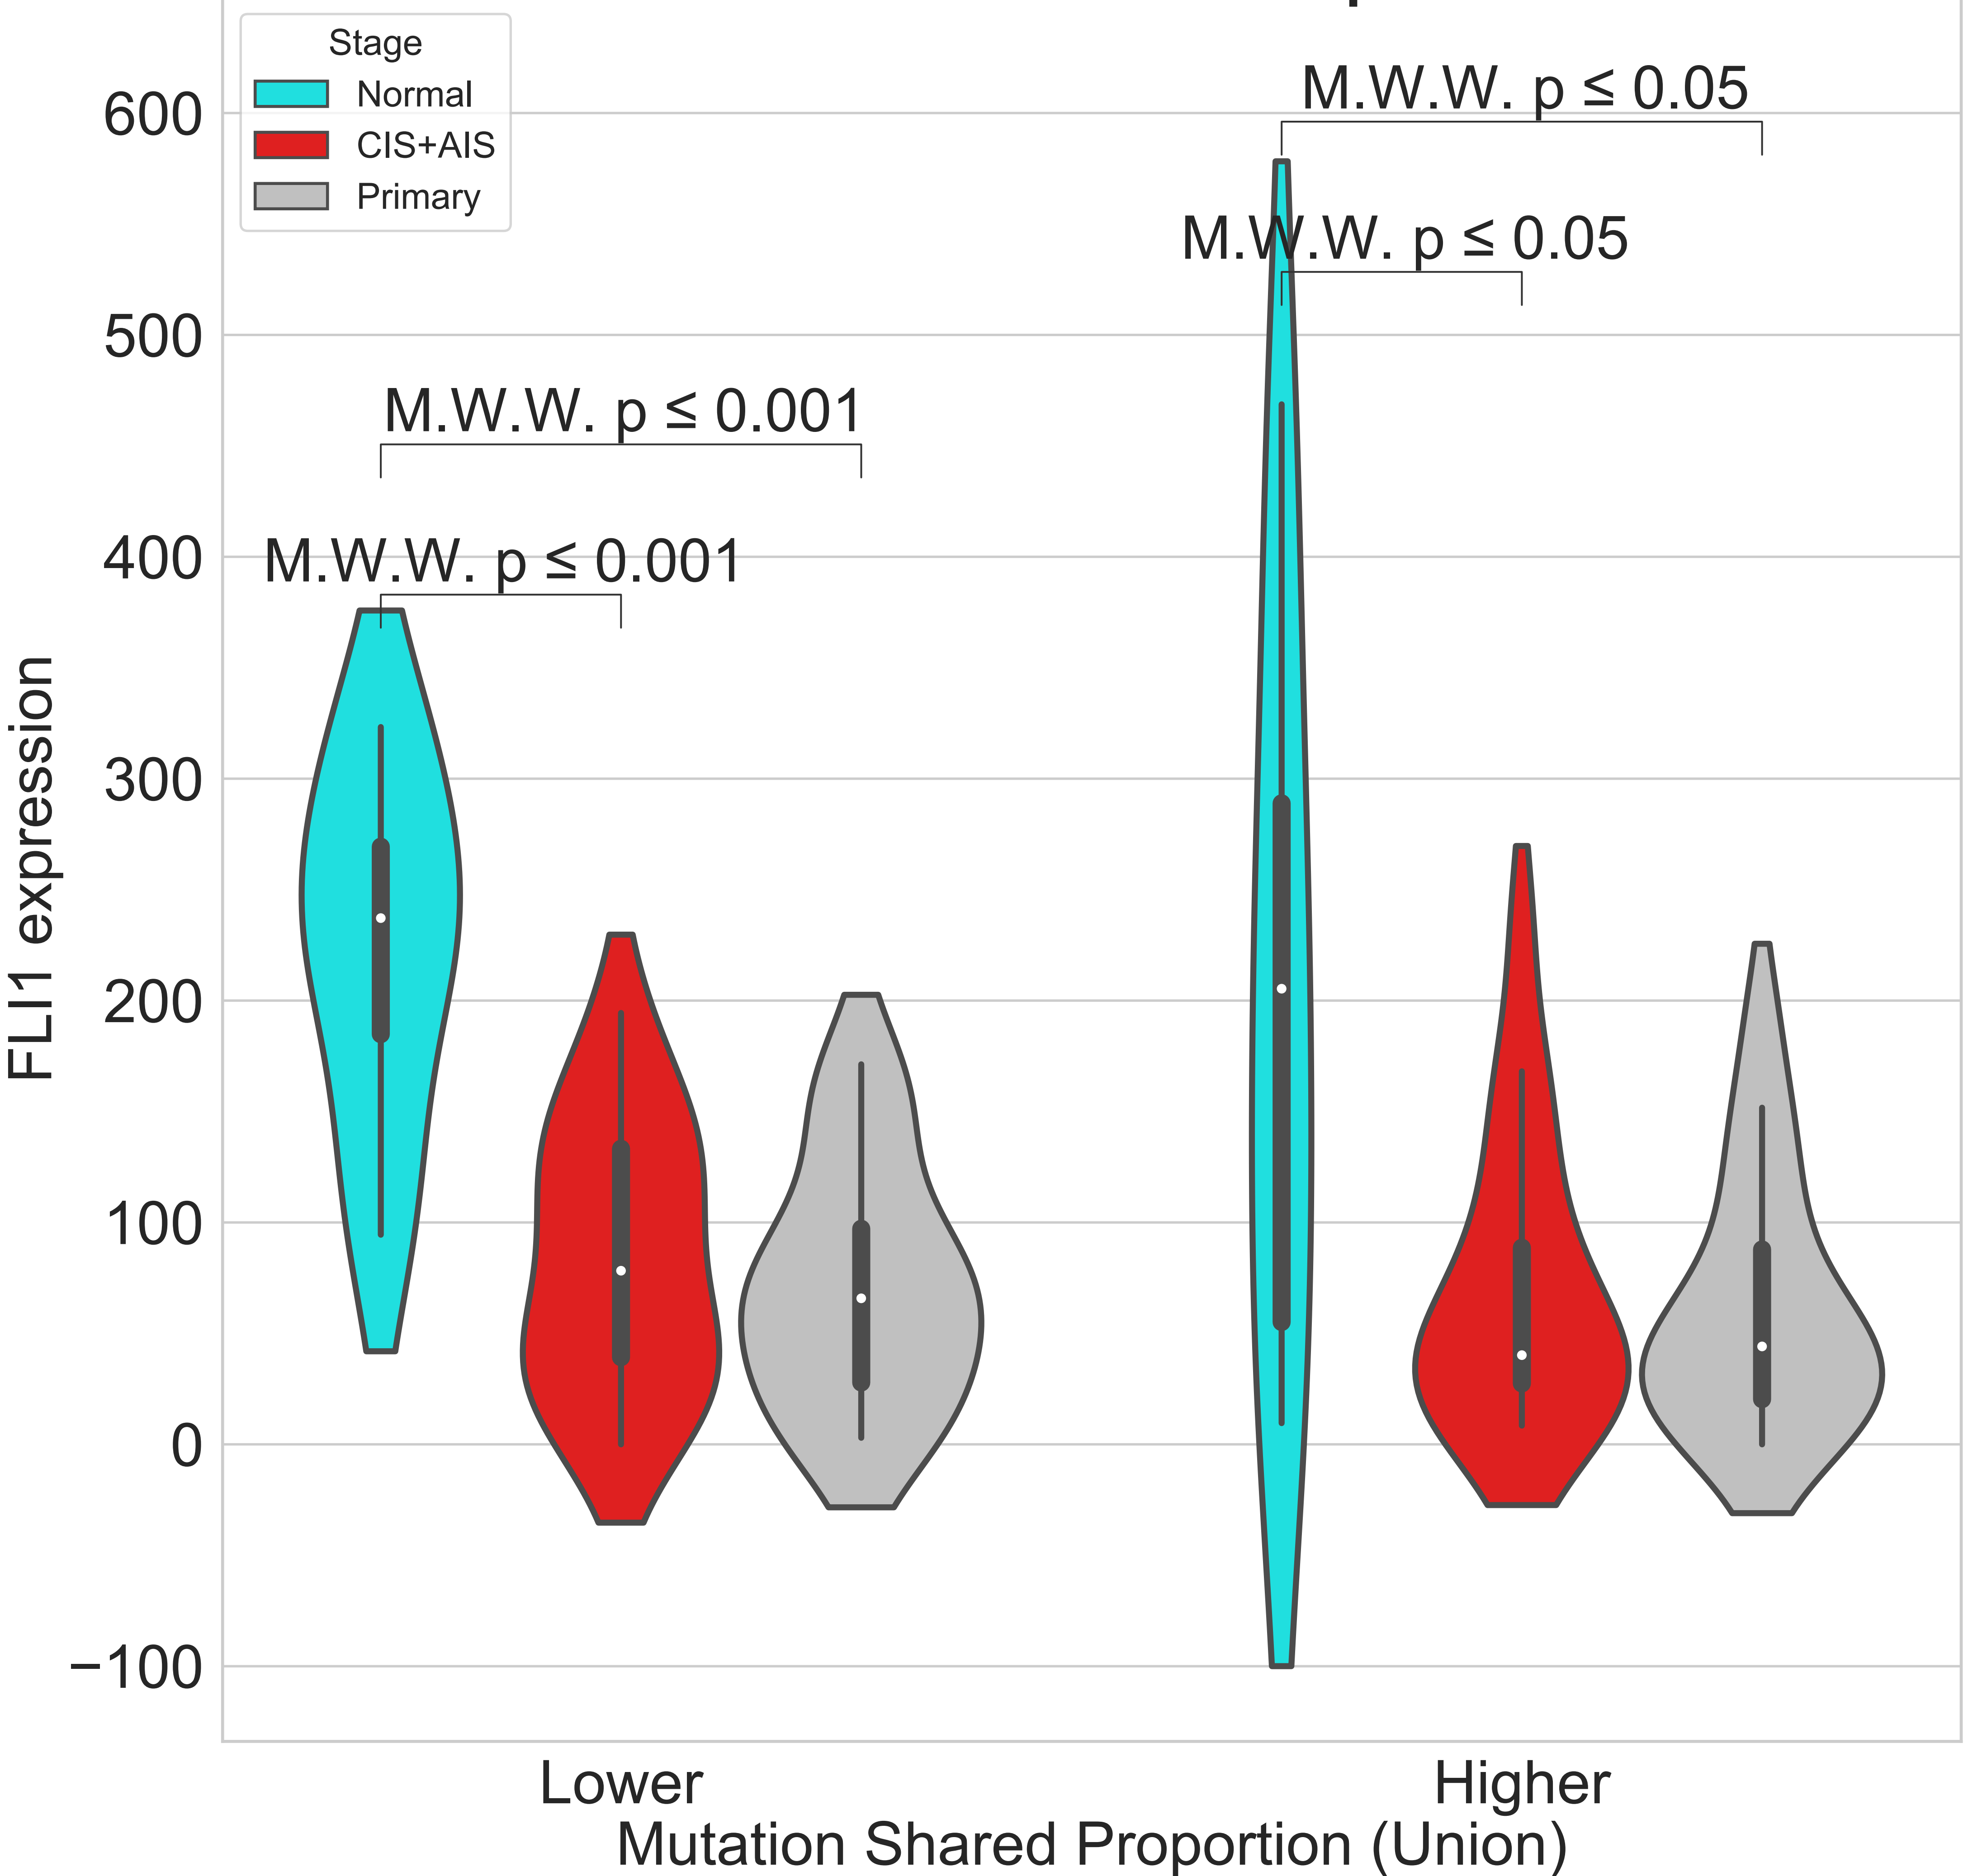 Stage
Normal
CIS+AIS
Primary
M.W.W. p ≤ 0.05
M.W.W. p ≤ 0.05
M.W.W. p ≤ 0.001
M.W.W. p ≤ 0.001
600
500
400
300
200
100
0
−100
FLI1 expression
Lower
Higher
Mutation Shared Proportion (Union)